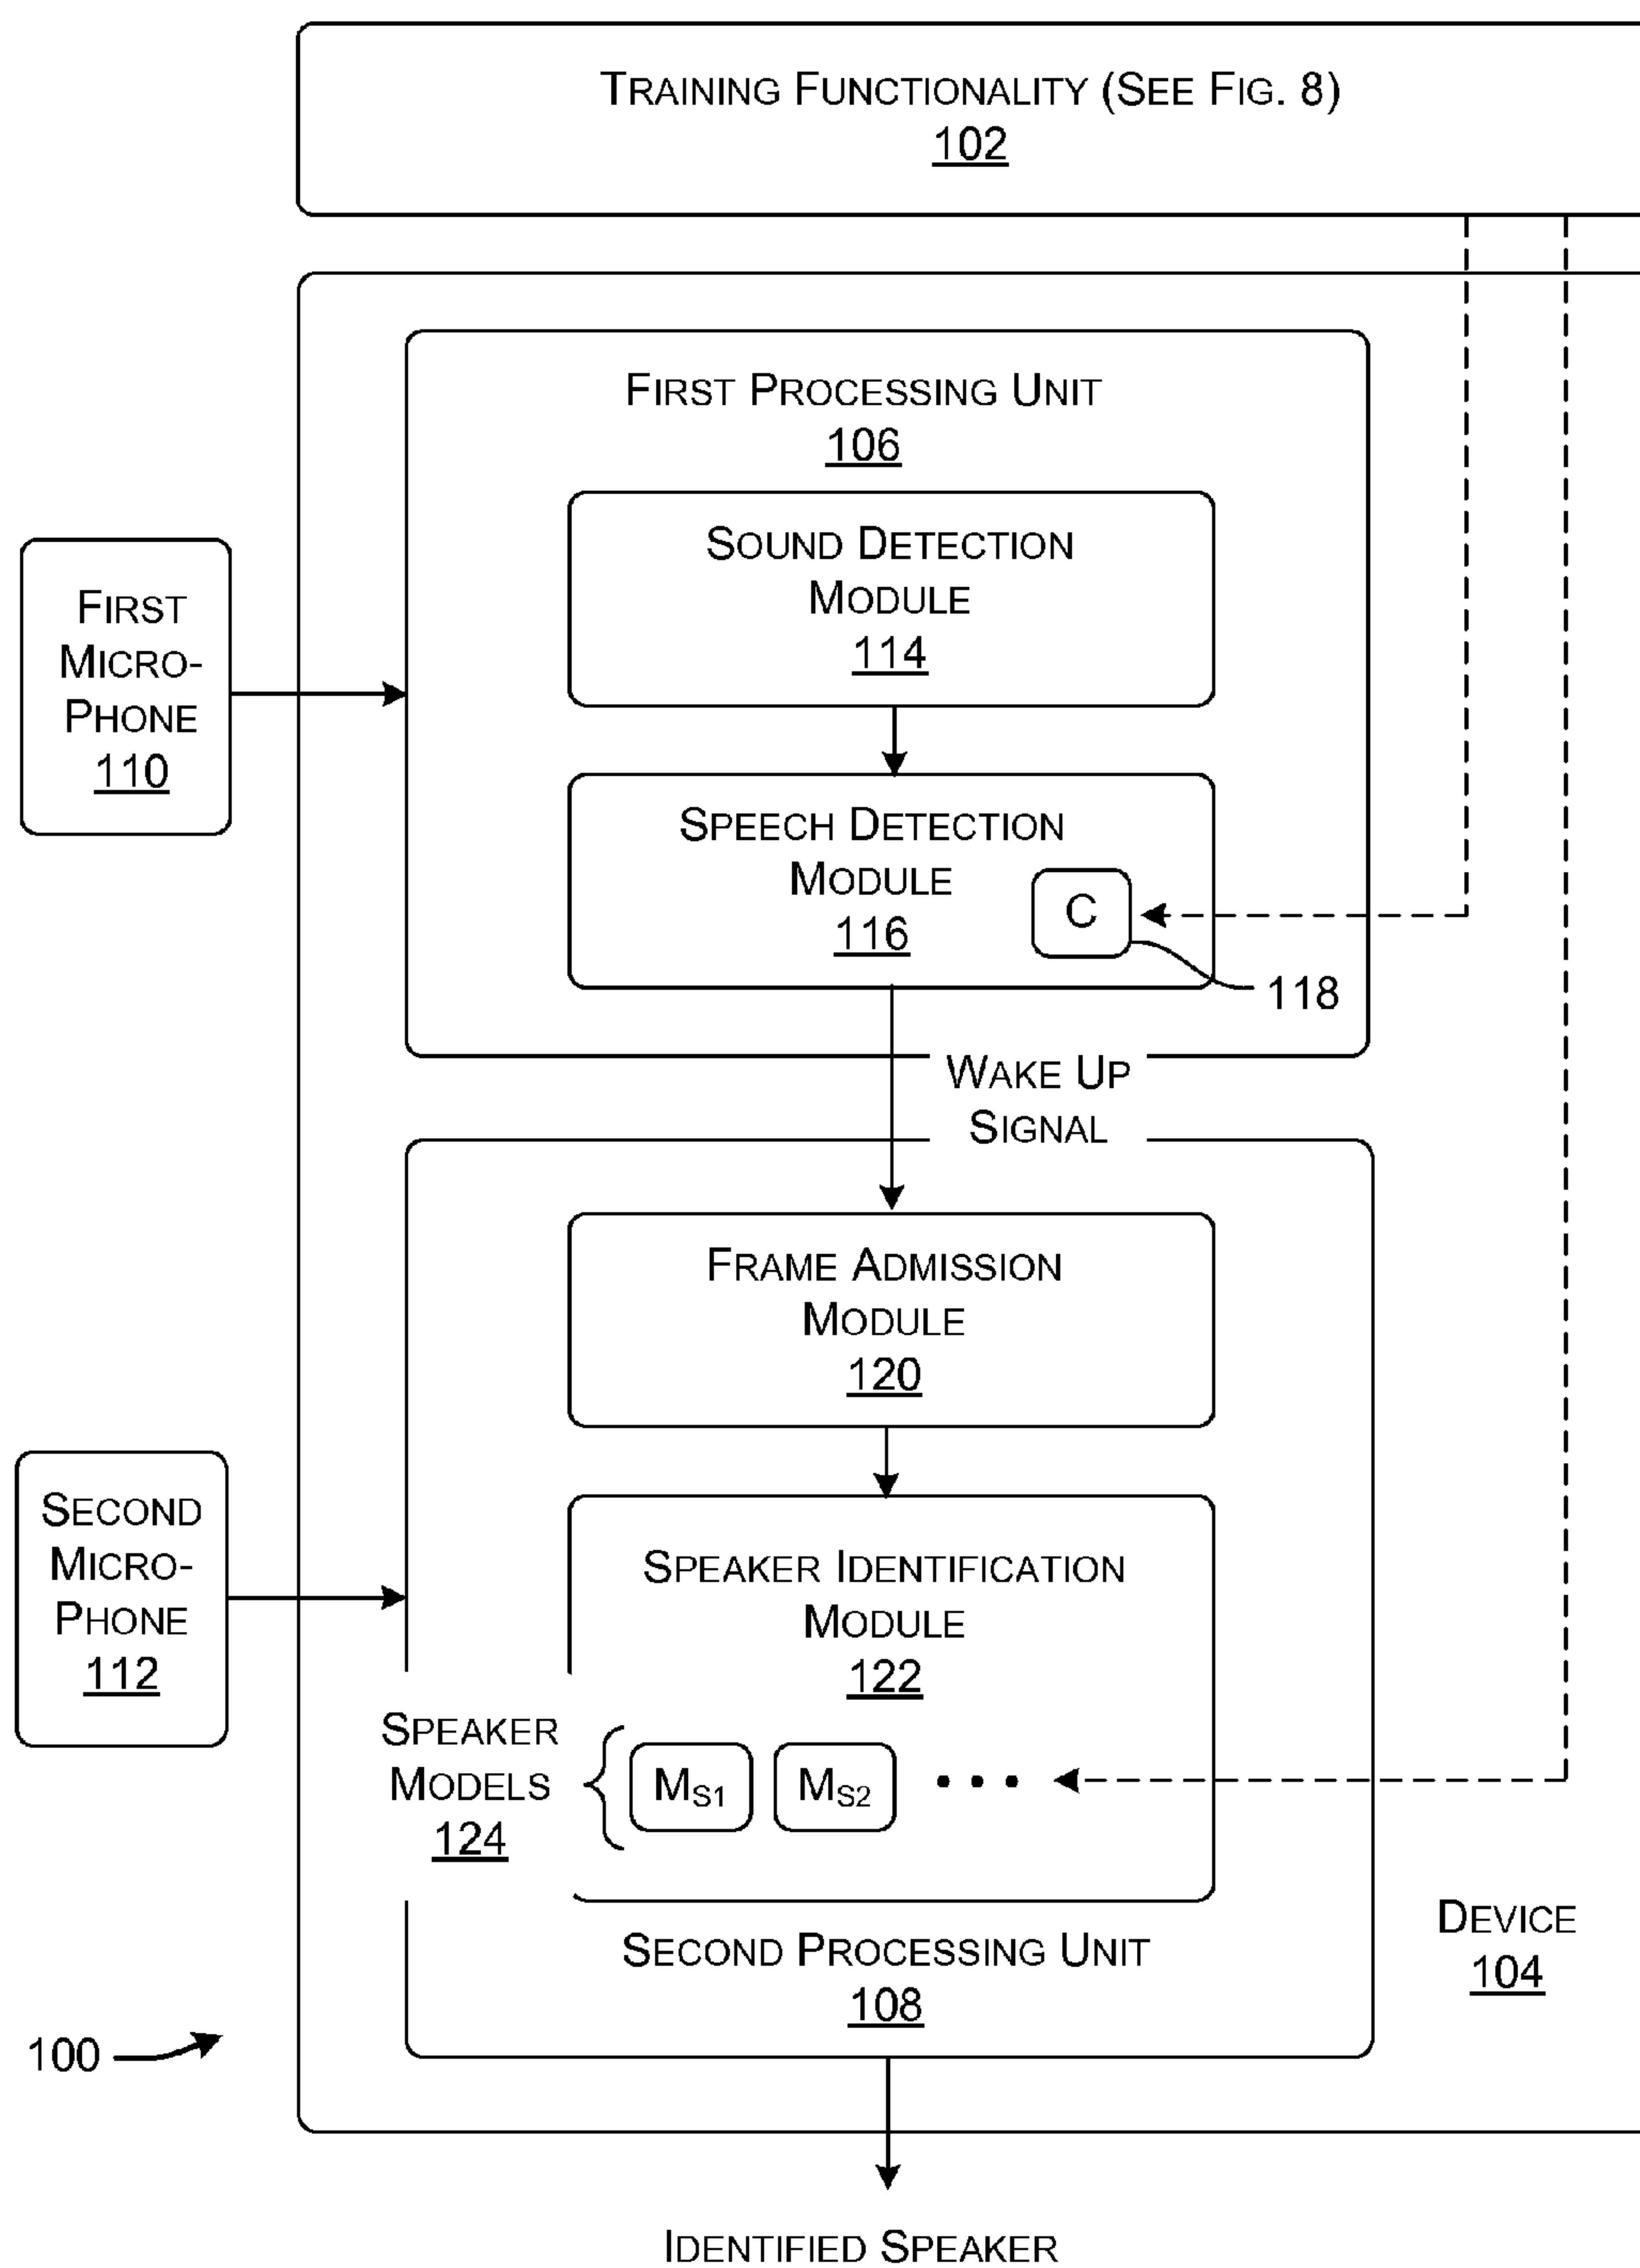 TRAINING FUNCTIONALITY (SEE FIG. 8)
102
FIRST PROCESSING UNIT
106
SOUND DETECTION
MODULE
114
FIRST
MICRO-
PHONE
110
SPEECH DETECTION
MODULE
116
C
118
WAKE UP
SIGNAL
FRAME ADMISSION
MODULE
120
SECOND
MICRO-
PHONE
112
SPEAKER IDENTIFICATION
MODULE
122
SPEAKER
MODELS
124
MS1 MS2 • • •
SECOND PROCESSING UNIT
108
DEVICE
104
100
IDENTIFIED SPEAKER